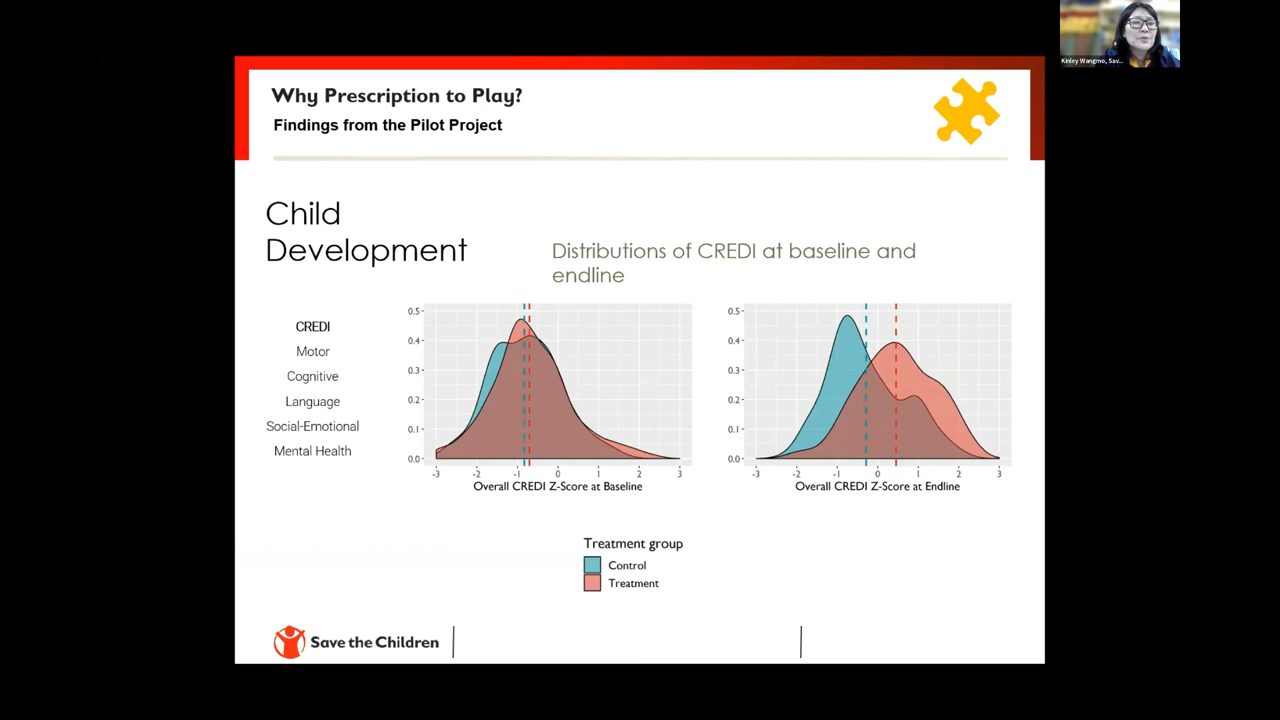 Kinley Wangmo, Sav...
Why Prescription to Play?
Findings from the Pilot Project
Child
Development
Distributions of CREDI at baseline and
endline
CREDI
Motor
Cognitive
Language
Social-Emotional
Mental Health
0.5
0.4
0.3
0.2
0.1
0.0
-3 -2 -1 0 1 2 3
Overall CREDI Z-Score at Baseline
0.5
0.4
0.3
0.2
0.1
0.0
-3 -2 -1 0 1 2 3
Overall CREDI Z-Score at Endline
Treatment group
Control
Treatment
Save the Children